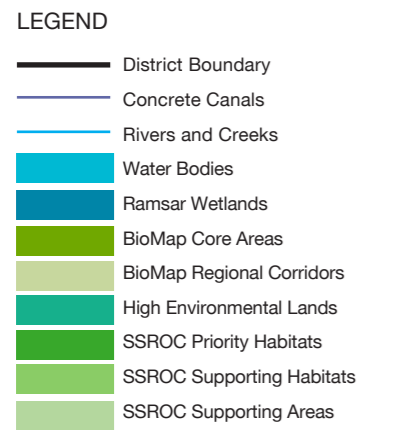 LEGEND
District Boundary
Concrete Canals
Rivers and Creeks
Water Bodies
Ramsar Wetlands
BioMap Core Areas
BioMap Regional Corridors
High Environmental Lands
SSROC Priority Habitats
SSROC Supporting Habitats
SSROC Supporting Areas